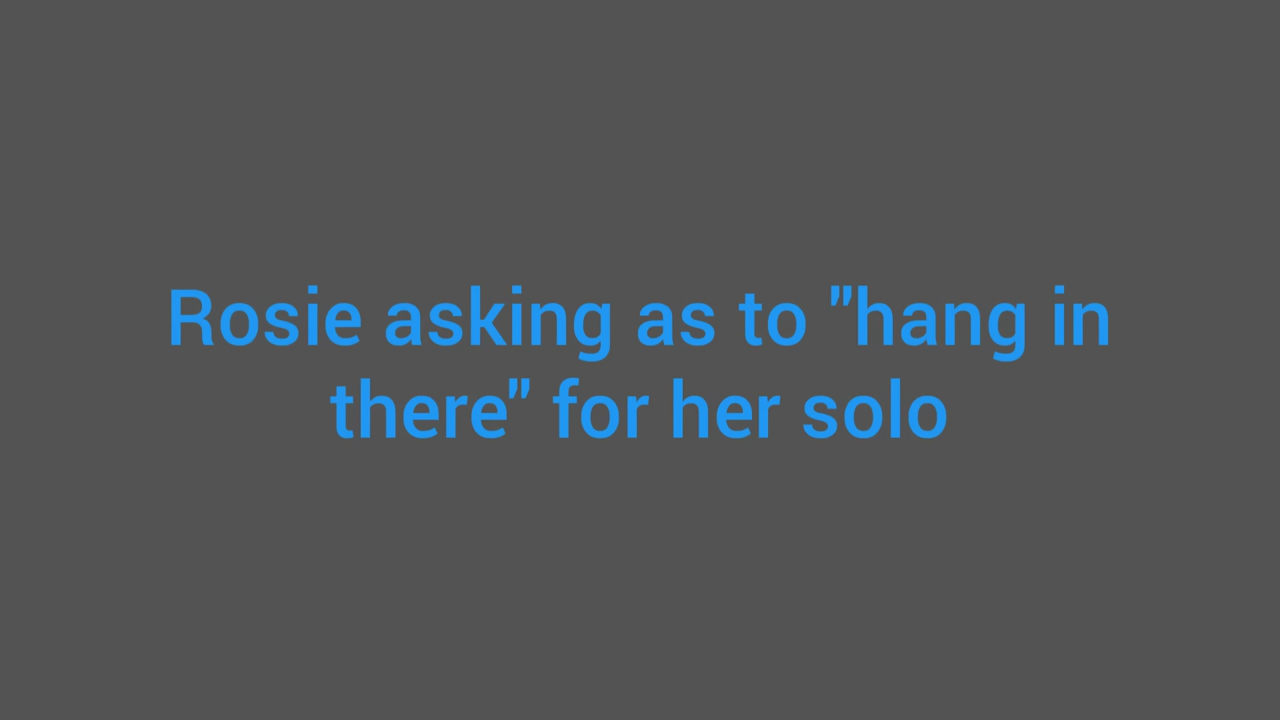 Rosie asking as to "hang in
there" for her solo